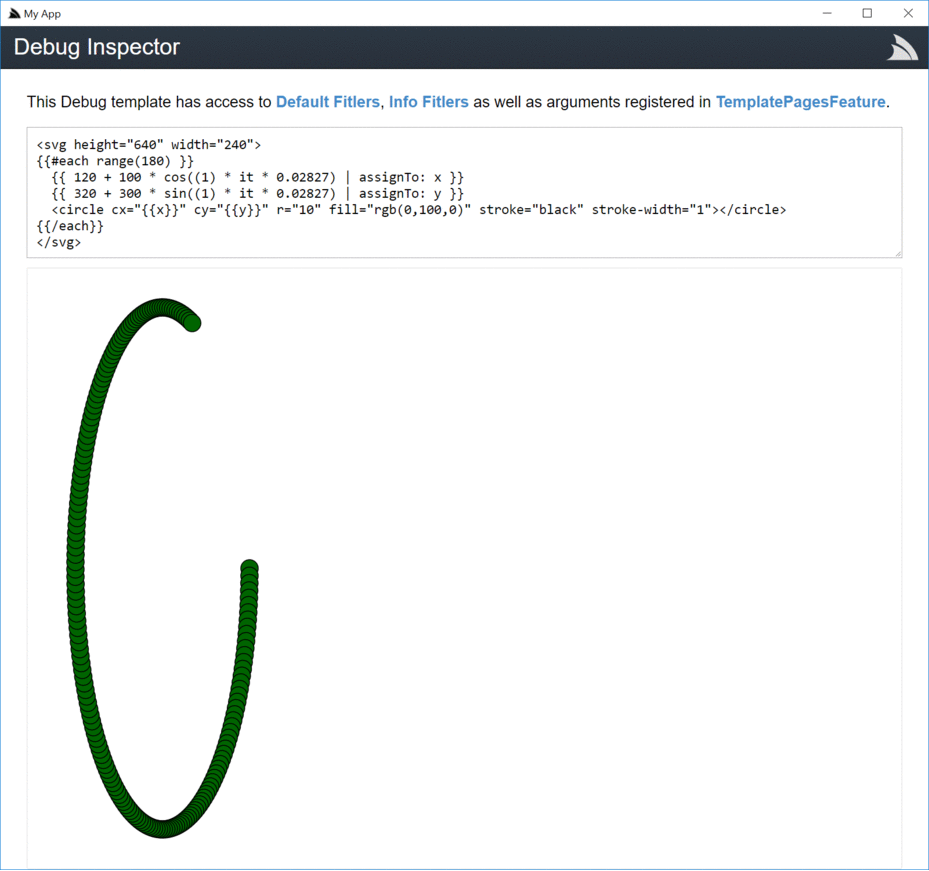 My App
Debug Inspector
This Debug template has access to Default Fitlers, Info Fitlers as well as arguments registered in TemplatePagesFeature.
<svg height="640" width="240">
{{#each range(180) }}
  {{ 120 + 100 * cos((1) * it * 0.02827) | assignTo: x }}
  {{ 320 + 300 * sin((1) * it * 0.02827) | assignTo: y }}
  <circle cx="{{x}}" cy="{{y}}" r="10" fill="rgb(0,100,0)" stroke="black" stroke-width="1"></circle>
{{/each}}
</svg>